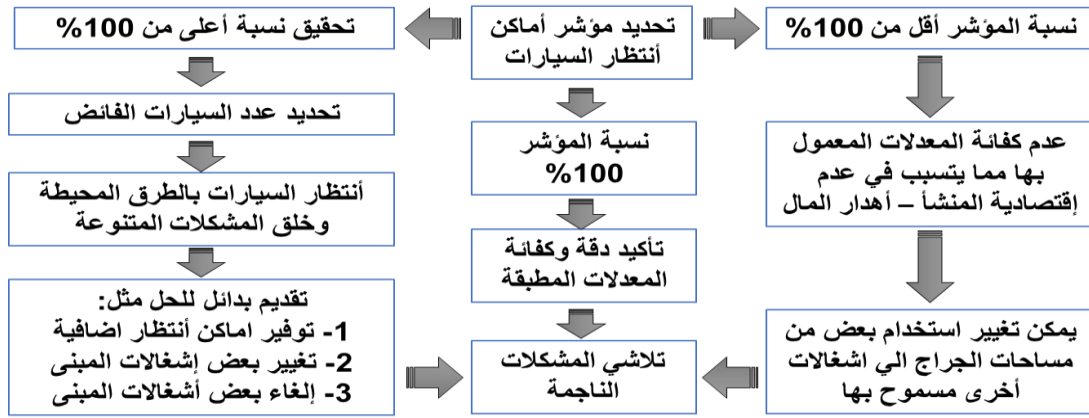 تحديد مؤشر أماكن
أنتظار السيارات
نسبة المؤشر أقل من 100%
عدم كفائة المعدلات المعمول
بها مما يتسبب في عدم
إقتصادية المنشأ – أهدار المال
يمكن تغيير استخدام بعض من
مساحات الجراج الي اشغالات
أخرى مسموح بها
نسبة المؤشر
100%
تأكيد دقة وكفائة
المعدلات المطبقة
تلاشي المشكلات
الناجمة
تحقيق نسبة أعلى من 100%
تحديد عدد السيارات الفائض
أنتظار السيارات بالطرق المحيطة
وخلق المشكلات المتنوعة
تقديم بدائل للحل مثل:
1- توفير اماكن أنتظار اضافية
2- تغيير بعض إشغالات المبنى
3- إلغاء بعض أشغالات المبنى